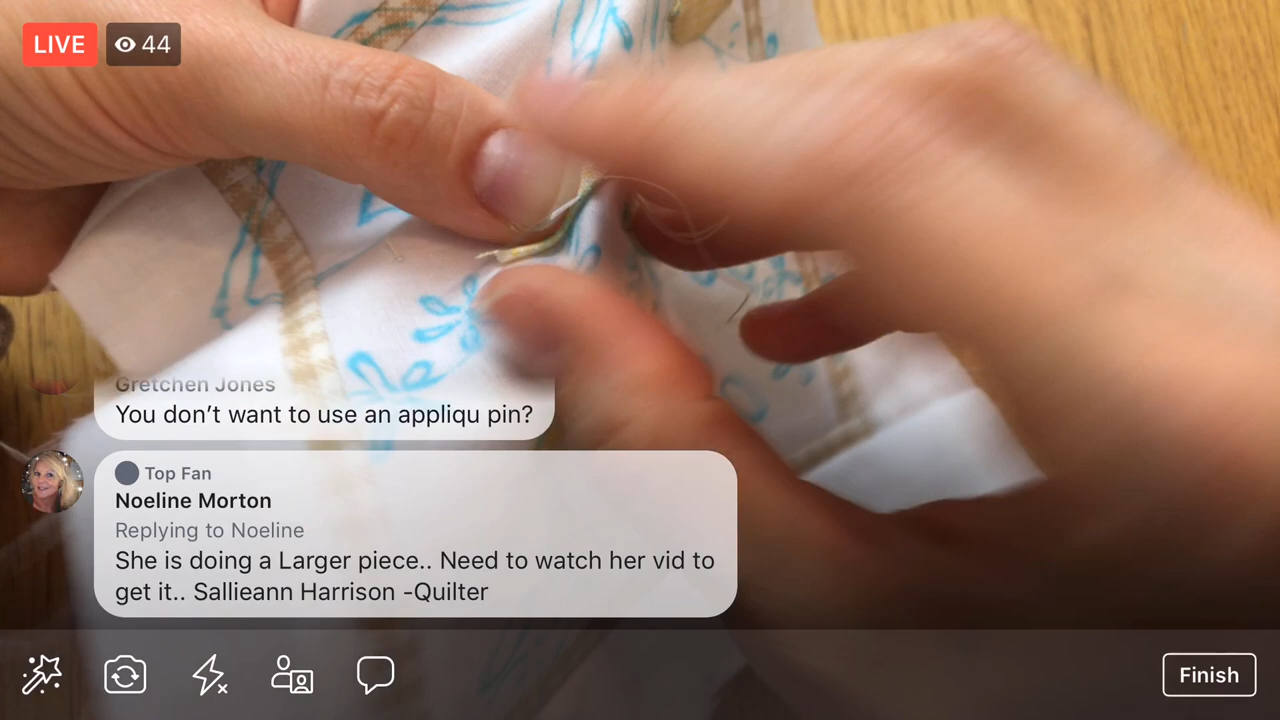 LIVE
44
Gretchen Jones
You don't want to use an appliqu pin?
Top Fan
Noeline Morton
Replying to Noeline
She is doing a Larger piece.. Need to watch her vid to
get it.. Sallieann Harrison -Quilter
Finish